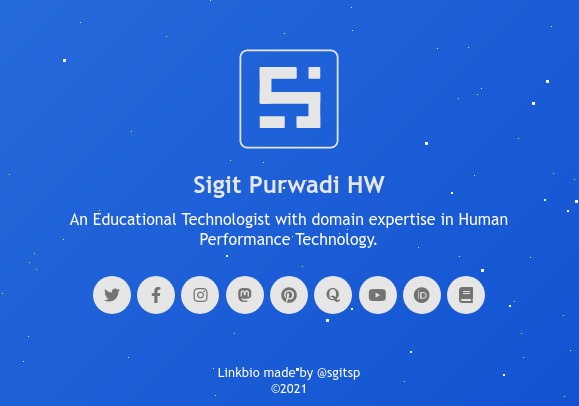 Sigit Purwadi HW
An Educational Technologist with domain expertise in Human
Performance Technology.
Linkbio made by @sgitsp
©2021